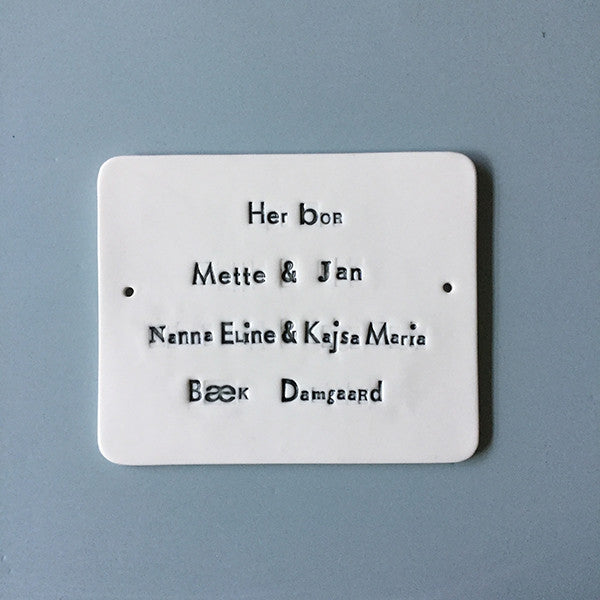 Her boR
Mette & Jan
Nanna ELine & Kajsa Maria
BæK DamgaaRd